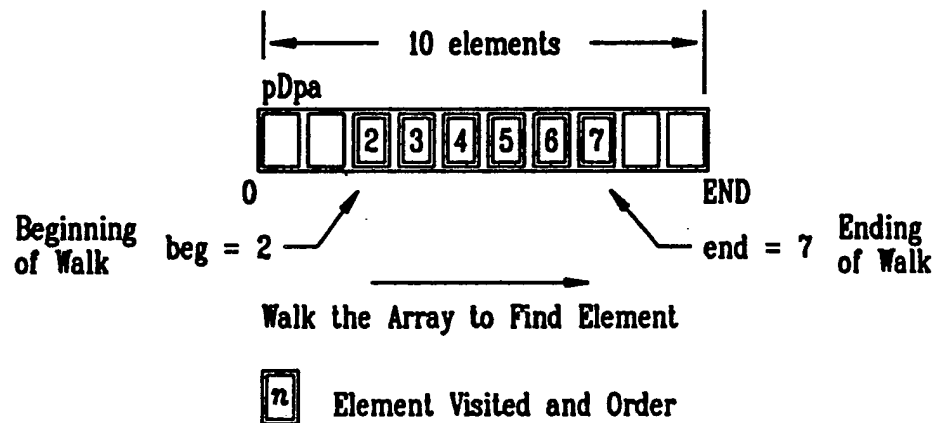 10 elements
pDpa
2 3 4 5 6 7
0 END
Beginning
of Walk
beg = 2
end = 7
Ending
of Walk
Walk the Array to Find Element
n Element Visited and Order